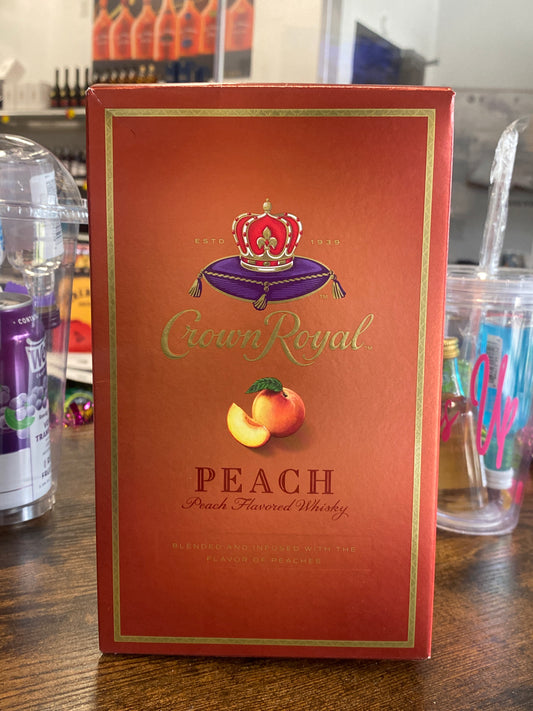 ESTD 1939
Crown Royal
PEACH
Peach Flavored Whisky
BLENDED AND INFUSED WITH THE
FLAVOR OF PEACHES